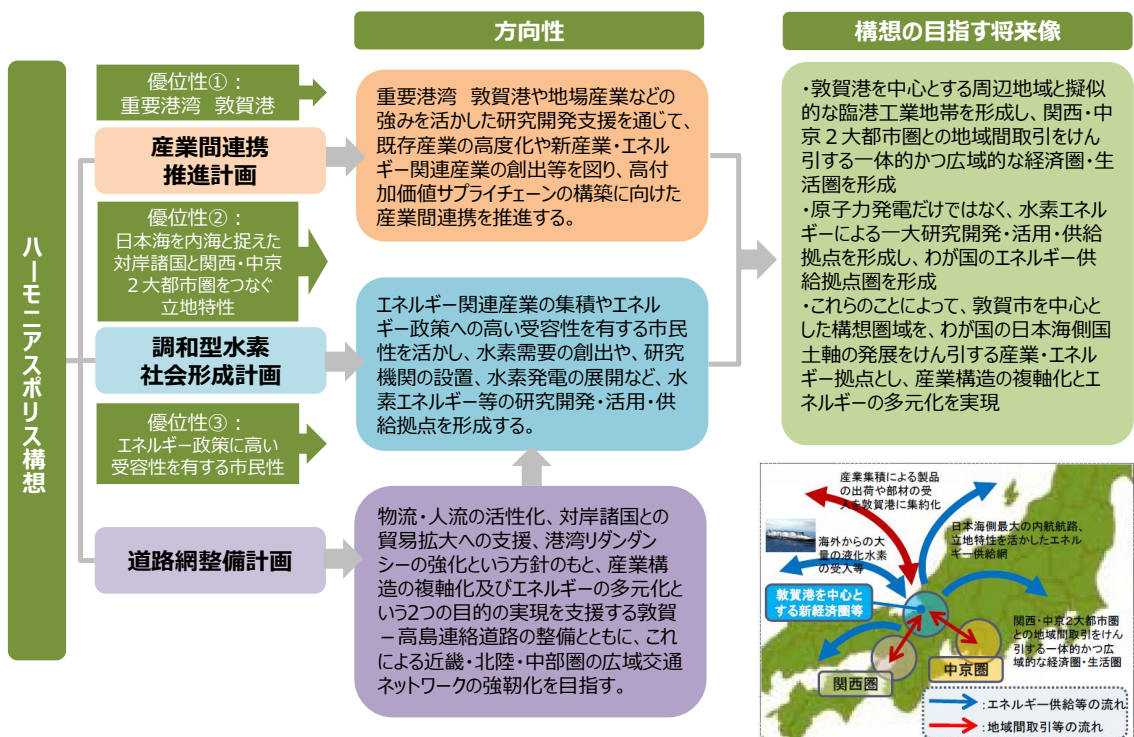 方向性
構想の目指す将来像
ハーモニアスポリス構想
優位性①：
重要港湾 敦賀港
産業間連携
推進計画
優位性②：
日本海を内海と捉えた
対岸諸国と関西・中京
２大都市圏をつなぐ
立地特性
調和型水素
社会形成計画
優位性③：
エネルギー政策に高い
受容性を有する市民性
道路網整備計画
重要港湾 敦賀港や地場産業などの
強みを活かした研究開発支援を通じて、
既存産業の高度化や新産業・エネル
ギー関連産業の創出等を図り、高付
加価値サプライチェーンの構築に向けた
産業間連携を推進する。
エネルギー関連産業の集積やエネル
ギー政策への高い受容性を有する市民
性を活かし、水素需要の創出や、研究
機関の設置、水素発電の展開など、水
素エネルギー等の研究開発・活用・供
給拠点を形成する。
物流・人流の活性化、対岸諸国との
貿易拡大への支援、港湾リダンダン
シーの強化という方針のもと、産業構
造の複軸化及びエネルギーの多元化と
いう2つの目的の実現を支援する敦賀
－高島連絡道路の整備とともに、これ
による近畿・北陸・中部圏の広域交通
ネットワークの強靭化を目指す。
・敦賀港を中心とする周辺地域と擬似
的な臨港工業地帯を形成し、関西・中
京２大都市圏との地域間取引をけん
引する一体的かつ広域的な経済圏・生
活圏を形成
・原子力発電だけではなく、水素エネル
ギーによる一大研究開発・活用・供給
拠点を形成し、わが国のエネルギー供
給拠点圏を形成
・これらのことによって、敦賀市を中心と
した構想圏域を、わが国の日本海側国
土軸の発展をけん引する産業・エネル
ギー拠点とし、産業構造の複軸化とエ
ネルギーの多元化を実現
産業集積による製品
の出荷や部材の受
入を敦賀港に集約化
海外からの大
量の液化水素
の受入等
日本海側最大の内航航路、
立地特性を活かしたエネル
ギー供給網
敦賀港を中心と
する新経済圏等
関西・中京2大都市圏
との地域間取引をけん
引する一体的かつ広
域的な経済圏・生活圏
関西圏
中京圏
：エネルギー供給等の流れ
：地域間取引等の流れ